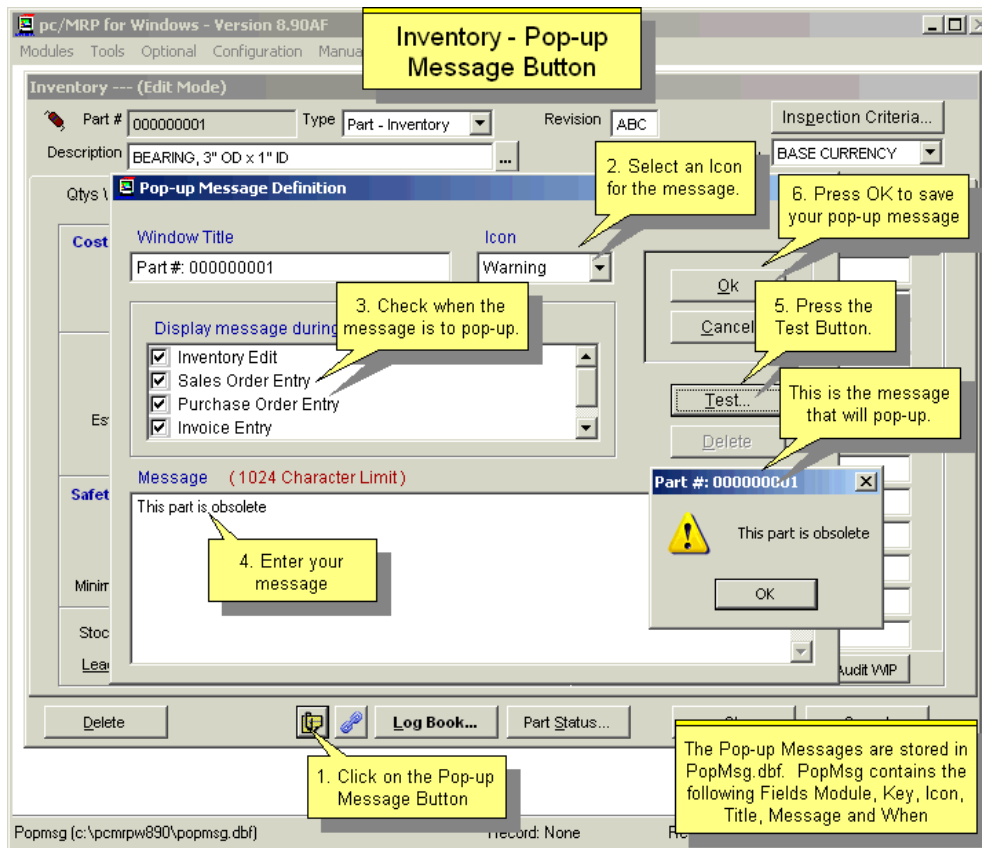 pc/MRP for Windows - Version 8.90AF
Inventory - Pop-up
Message Button
Modules Tools Optional Configuration
Inventory --- (Edit Mode)
Part # 000000001 Type Part - Inventory Revision ABC Inspection Criteria...
Description BEARING, 3" OD x 1" ID ... BASE CURRENCY
2. Select an Icon
for the message.
Qtys \
Pop-up Message Definition
6. Press OK to save
your pop-up message
Cost
Window Title Icon
Part #: 000000001 Warning
Ok
3. Check when the
message is to pop-up.
5. Press the
Test Button.
Display message during
Cancel
Inventory Edit
Sales Order Entry
Purchase Order Entry
Invoice Entry
Test...
This is the message
that will pop-up.
Delete
Es
Message (1024 Character Limit)
Safet
This part is obsolete
Part #: 000000001
This part is obsolete
OK
4. Enter your
message
Minim
Stoc
Lea
Audit WIP
Delete Log Book... Part Status...
1. Click on the Pop-up
Message Button
The Pop-up Messages are stored in
PopMsg.dbf. PopMsg contains the
following Fields Module, Key, Icon,
Title, Message and When
Popmsg (c:\pcmrpw890\popmsg.dbf) Record: None